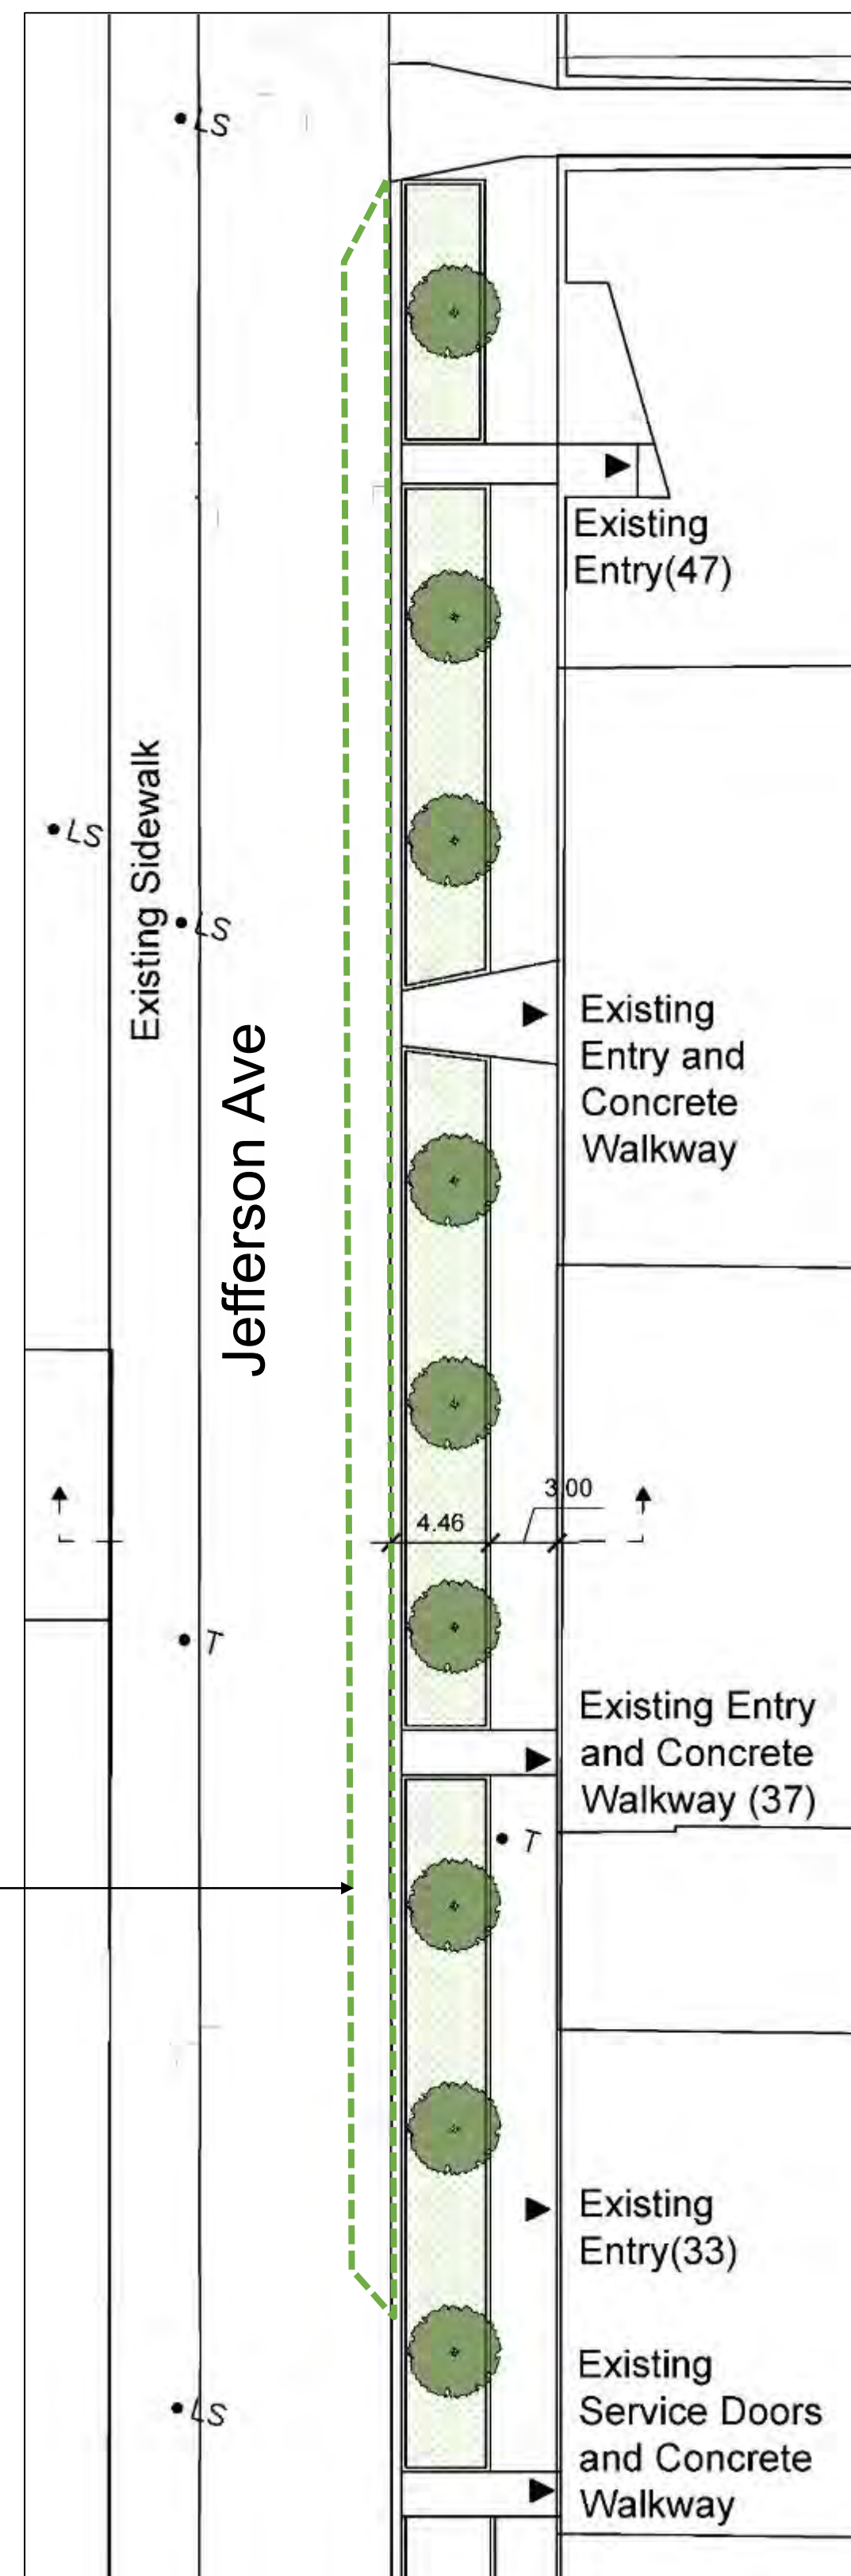 LS
Existing
Entry(47)
LS
Existing Sidewalk
LS
Existing
Entry and
Concrete
Walkway
Jefferson Ave
3.00
4.46
T
Existing Entry
and Concrete
Walkway (37)
T
Existing
Entry(33)
Existing
Service Doors
and Concrete
Walkway
LS